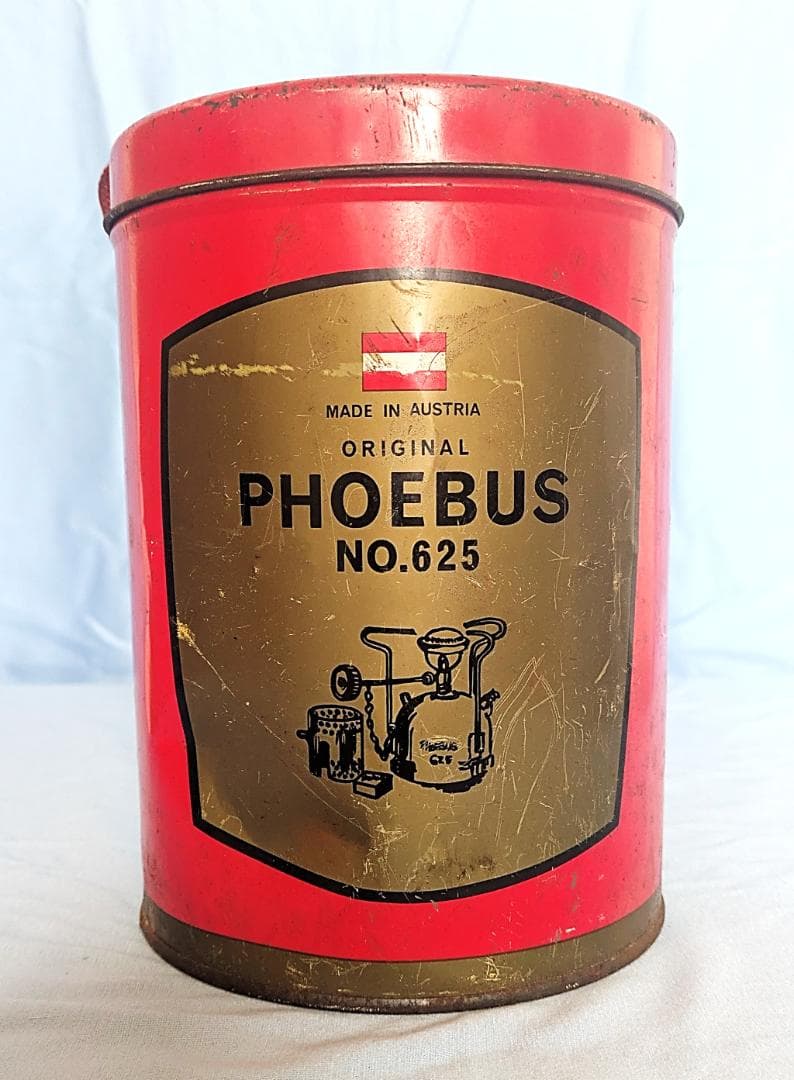 MADE IN AUSTRIA
ORIGINAL
PHOEBUS
NO.625
PHOEBUS
625